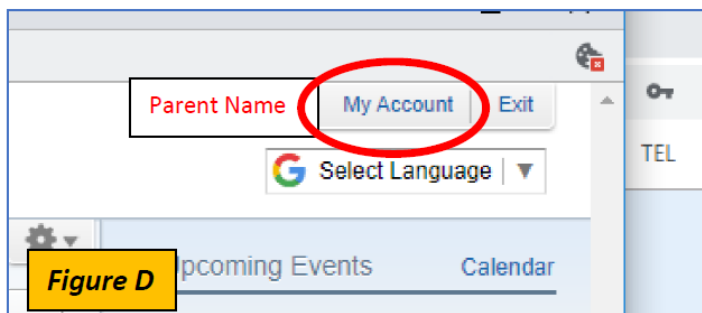 Parent Name My Account Exit
TEL
G Select Language ▼
Upcoming Events Calendar
Figure D